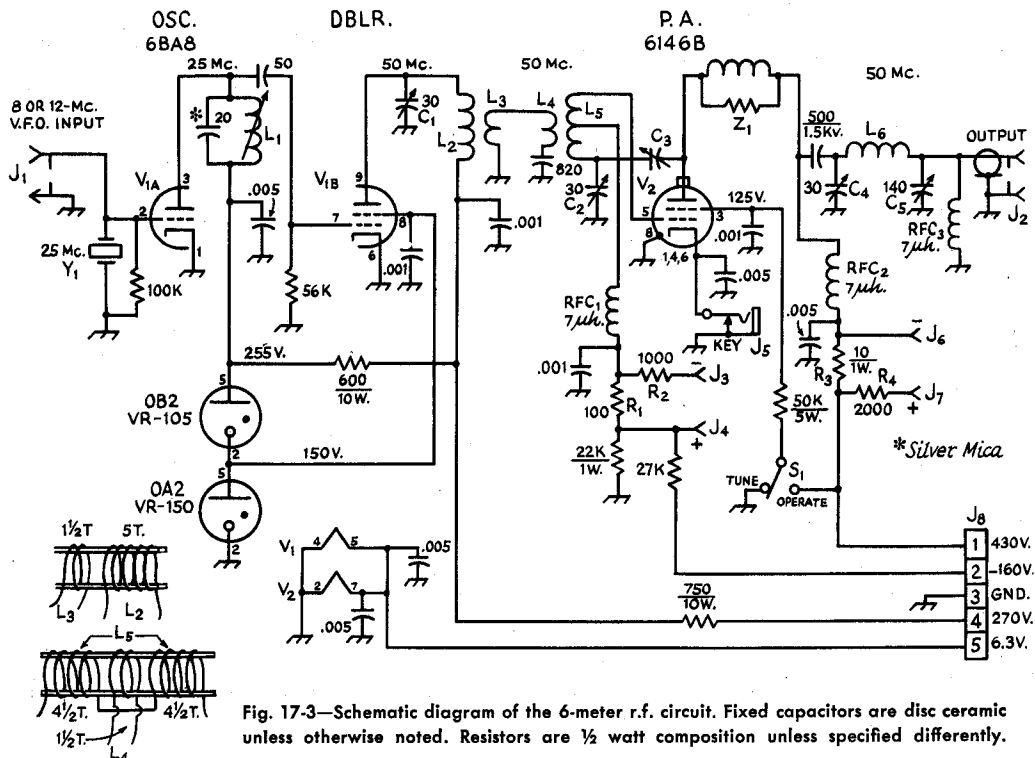 OSC.
6BA8
DBLR.
P.A.
6146B
25 Mc.
50
50 Mc.
50 Mc.
50 Mc.
8 OR 12-Mc.
V.F.O. INPUT
J1
*
20
L1
30
C1
L2
L3
L4
L5
C3
Z1
500
1.5KV.
L6
OUTPUT
J2
V1A
3
2
1
.005
V1B
9
7
8
6
.001
.001
820
30
C2
V2
5
8
3
1,4,6
125V.
.001
.005
30
C4
140
C5
RFC3
7µh.
25 Mc.
Y1
100K
56K
RFC1
7µh.
KEY
J5
RFC2
7µh.
.005
– J6
255V.
600
10W.
.001
1000
R2
– J3
10
1W.
R3
R4
2000
J7
+
5
OB2
VR-105
2
100
R1
J4
+
50K
5W.
150V.
22K
1W.
27K
*Silver Mica
5
OA2
VR-150
2
TUNE
S1
OPERATE
J8
1 430V.
2 -160V.
3 GND.
4 270V.
5 6.3V.
V1
4
5
.005
V2
2
7
.005
750
10W.
1½T
5T.
L3
L2
L5
4½T.
4½T.
1½T.
L4
Fig. 17-3—Schematic diagram of the 6-meter r.f. circuit. Fixed capacitors are disc ceramic
unless otherwise noted. Resistors are ½ watt composition unless specified differently.